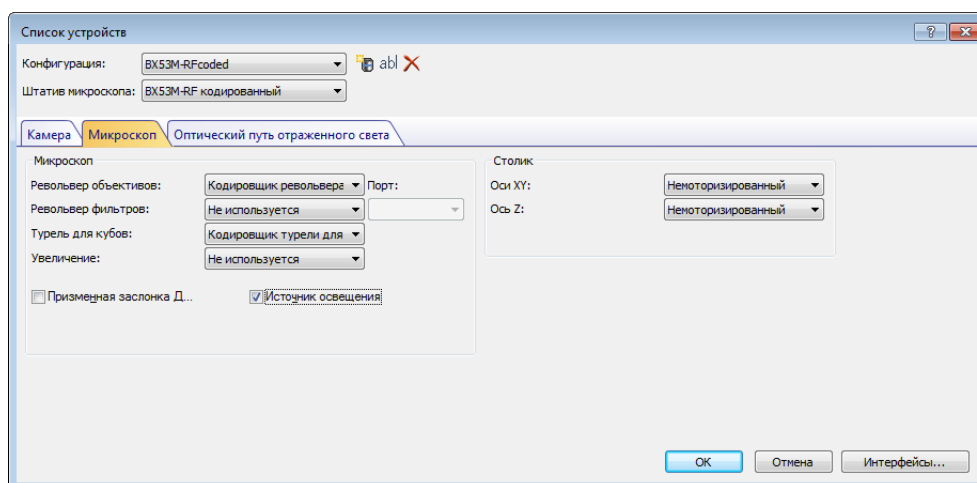 Список устройств
Конфигурация: BX53M-RFcoded abl
Штатив микроскопа: BX53M-RF кодированный
Камера Микроскоп Оптический путь отраженного света
Микроскоп
Револьвер объективов: Кодировщик револьвера Порт:
Револьвер фильтров: Не используется
Турель для кубов: Кодировщик турели для
Увеличение: Не используется
Призменная заслонка Д... Источник освещения
Столик
Оси XY: Немоторизированный
Ось Z: Немоторизированный
OK Отмена Интерфейсы...